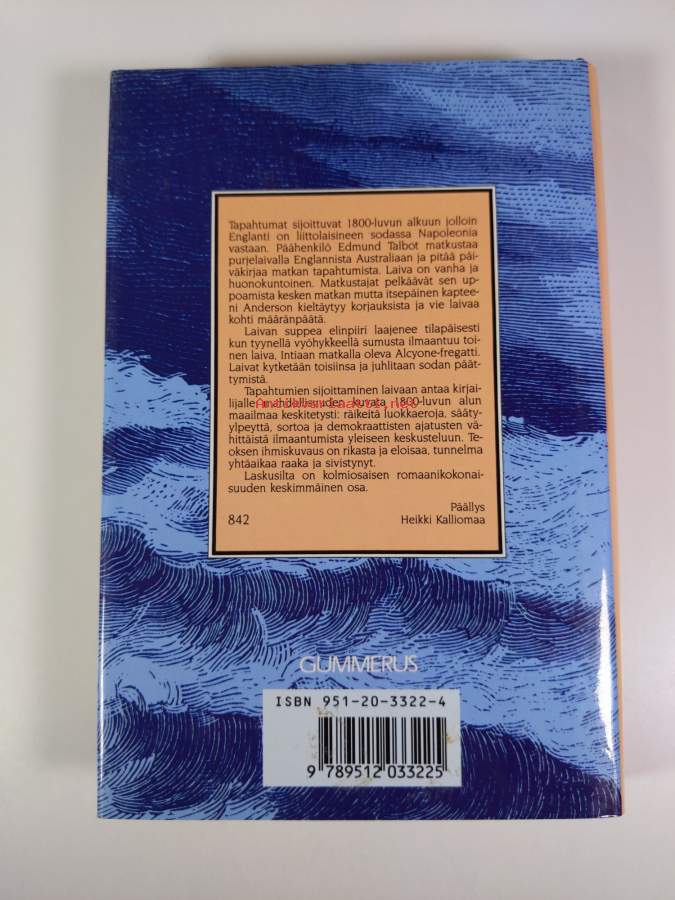 Tapahtumat sijoittuvat 1800-luvun alkuun jolloin
Englanti on liittolaisineen sodassa Napoleonia
vastaan. Päähenkilö Edmund Talbot matkustaa
purjelaivalla Englannista Australiaan ja pitää päi-
väkirjaa matkan tapahtumista. Laiva on vanha ja
huonokuntoinen. Matkustajat pelkäävät sen up-
poamista kesken matkan mutta itsepäinen kaptee-
ni Anderson kieltäytyy korjauksista ja vie laivaa
kohti määränpäätä.
Laivan suppea elinpiiri laajenee tilapäisesti
kun tyynellä vyöhykkeellä sumusta ilmaantuu toi-
nen laiva, Intiaan matkalla oleva Alcyone-fregatti.
Laivat kytketään toisiinsa ja juhlitaan sodan päät-
tymistä.
Tapahtumien sijoittaminen laivaan antaa kirjai-
lijalle mahdollisuuden kuvata 1800-luvun alun
maailmaa keskitetysti: räikeitä luokkaeroja, sääty-
ylpeyttä, sortoa ja demokraattisten ajatusten vä-
hittäistä ilmaantumista yleiseen keskusteluun. Te-
oksen ihmiskuvaus on rikasta ja eloisaa, tunnelma
yhtäaikaa raaka ja sivistynyt.
Laskusilta on kolmiosaisen romaanikokonai-
suuden keskimmäinen osa.
Päällys
842 Heikki Kalliomaa
GUMMERUS
ISBN 951-20-3322-4
9 789512 033225